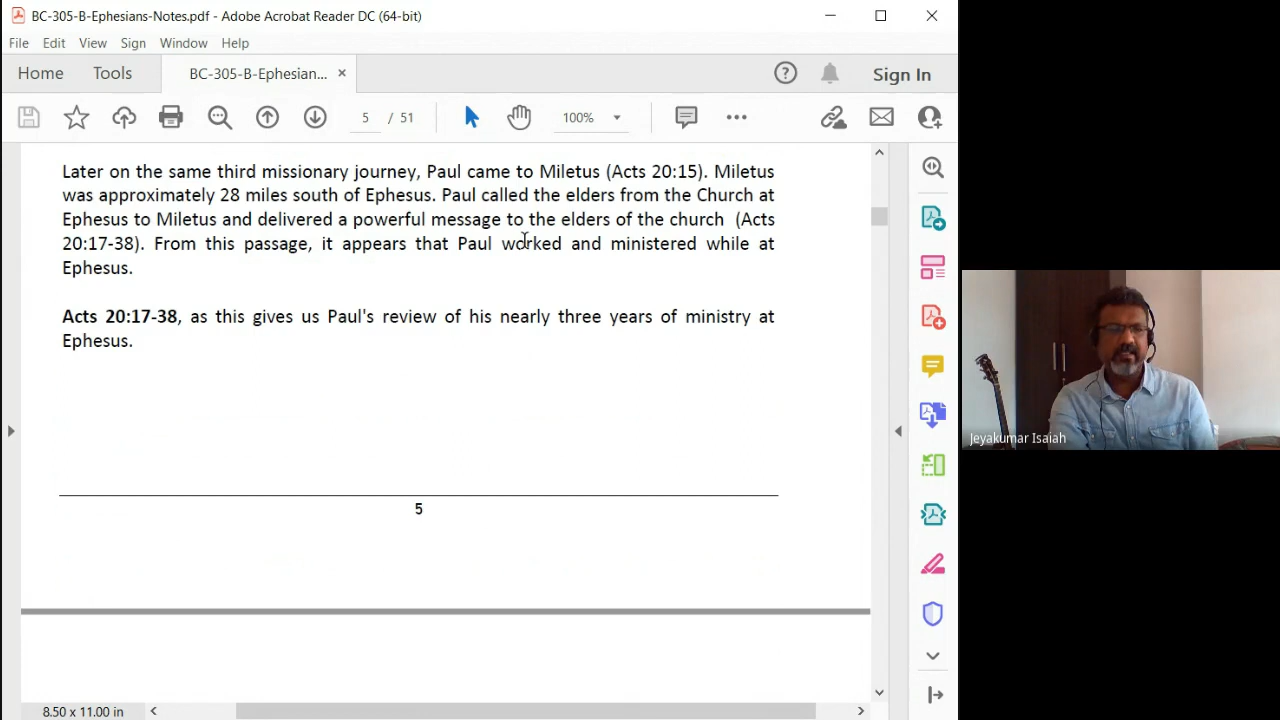 BC-305-B-Ephesians-Notes.pdf - Adobe Acrobat Reader DC (64-bit)
File Edit View Sign Window Help
Home Tools BC-305-B-Ephesian... × Sign In
5 / 51 100%
Later on the same third missionary journey, Paul came to Miletus (Acts 20:15). Miletus
was approximately 28 miles south of Ephesus. Paul called the elders from the Church at
Ephesus to Miletus and delivered a powerful message to the elders of the church (Acts
20:17-38). From this passage, it appears that Paul worked and ministered while at
Ephesus.
Acts 20:17-38, as this gives us Paul's review of his nearly three years of ministry at
Ephesus.
5
8.50 x 11.00 in
Jeyakumar Isaiah